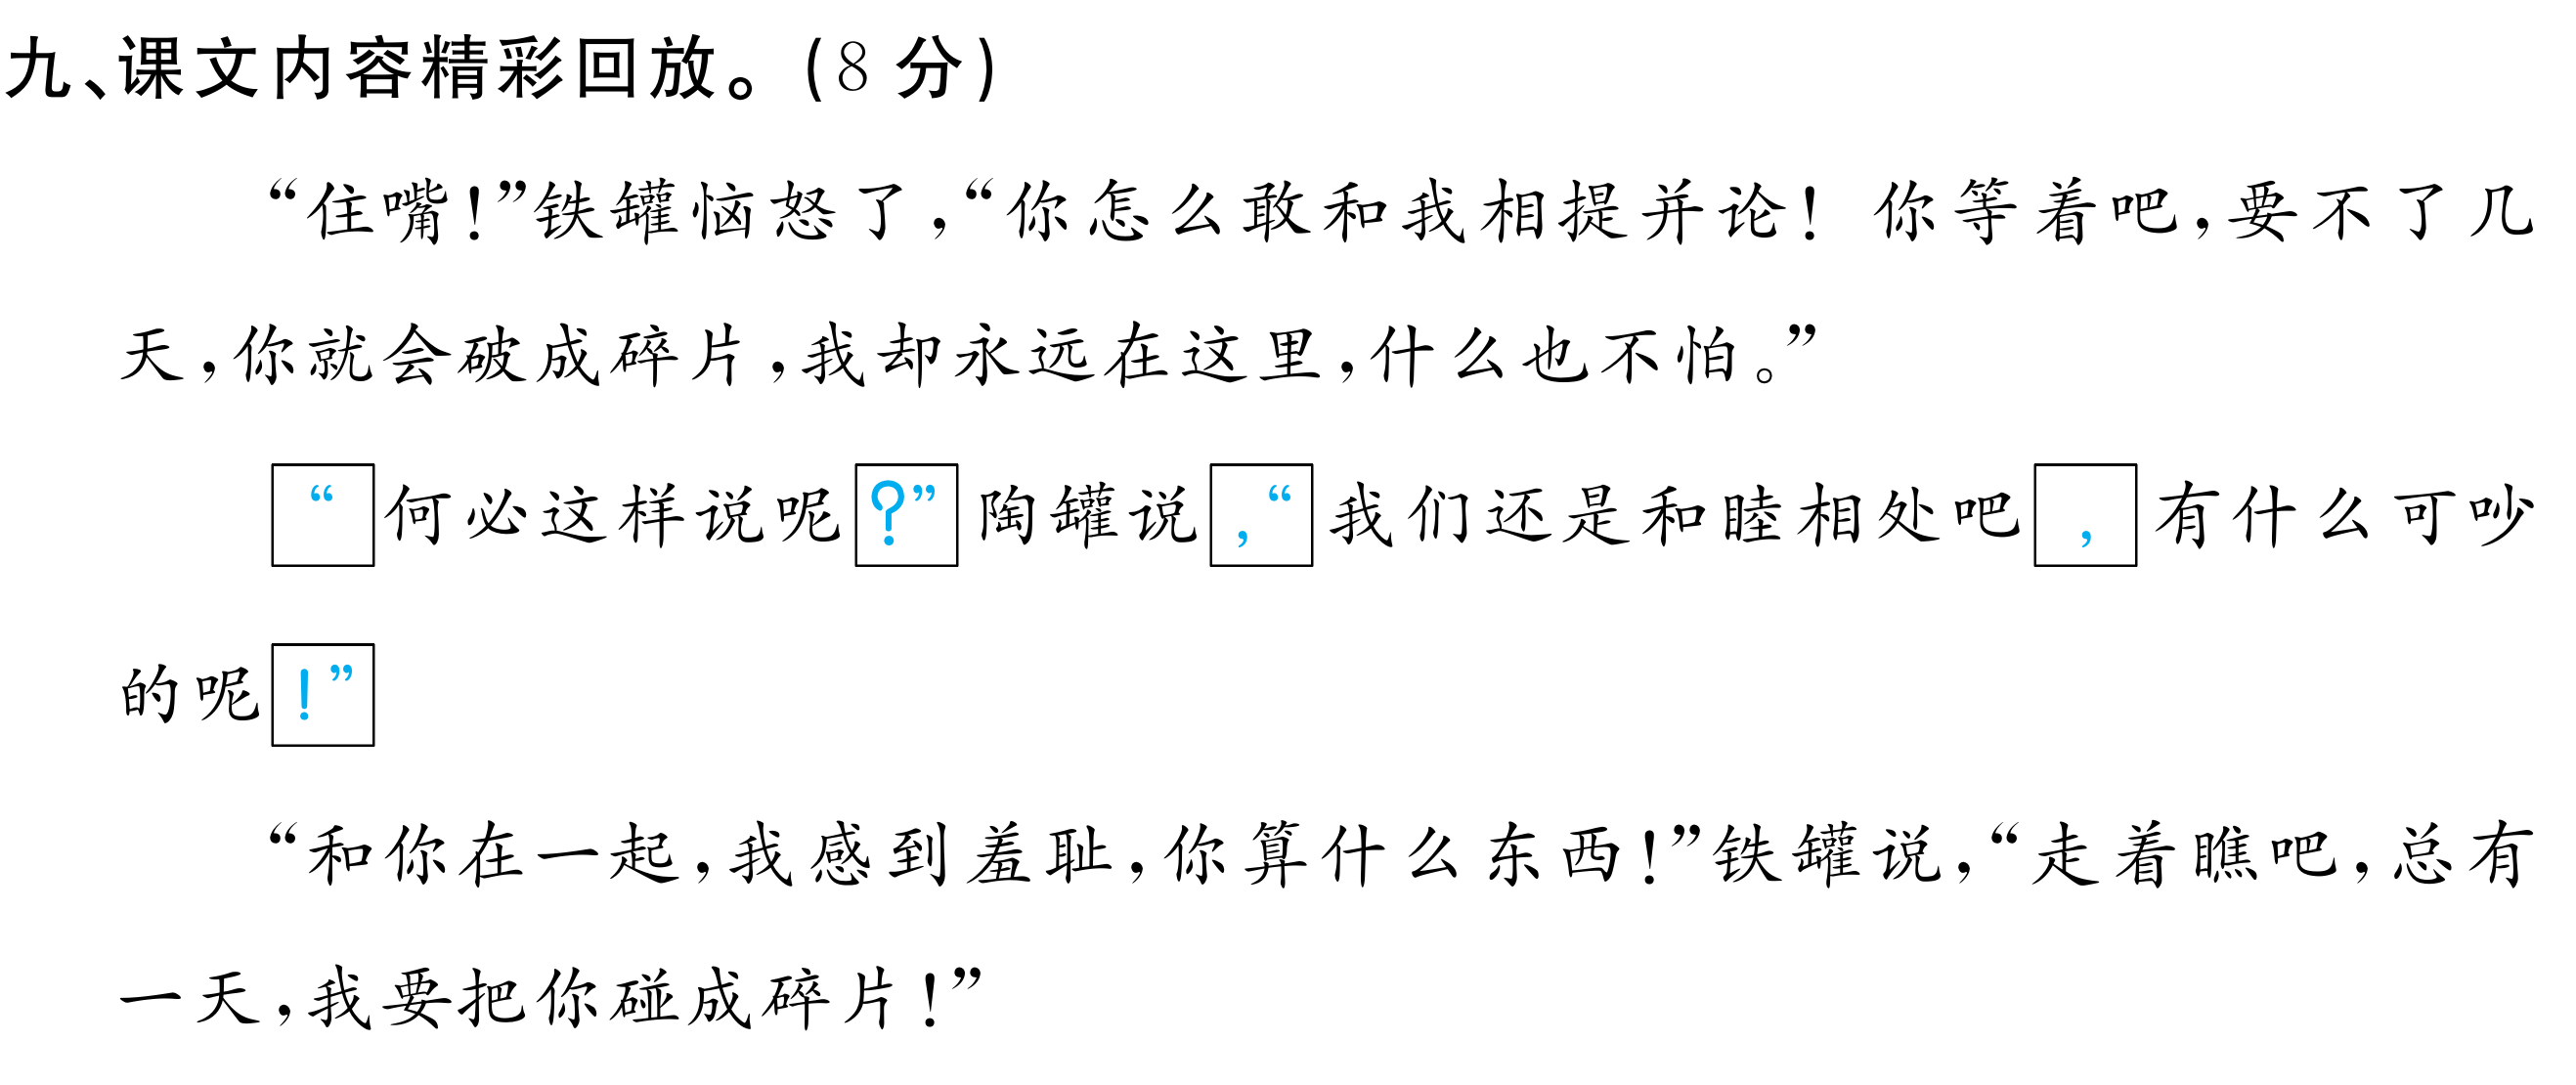 九、课文内容精彩回放。(8 分)
“住嘴!”铁罐恼怒了,“你怎么敢和我相提并论! 你等着吧,要不了几
天,你就会破成碎片,我却永远在这里,什么也不怕。”
“何必这样说呢?”陶罐说,“我们还是和睦相处吧,有什么可吵
的呢!”
“和你在一起,我感到羞耻,你算什么东西!”铁罐说,“走着瞧吧,总有
一天,我要把你碰成碎片!”